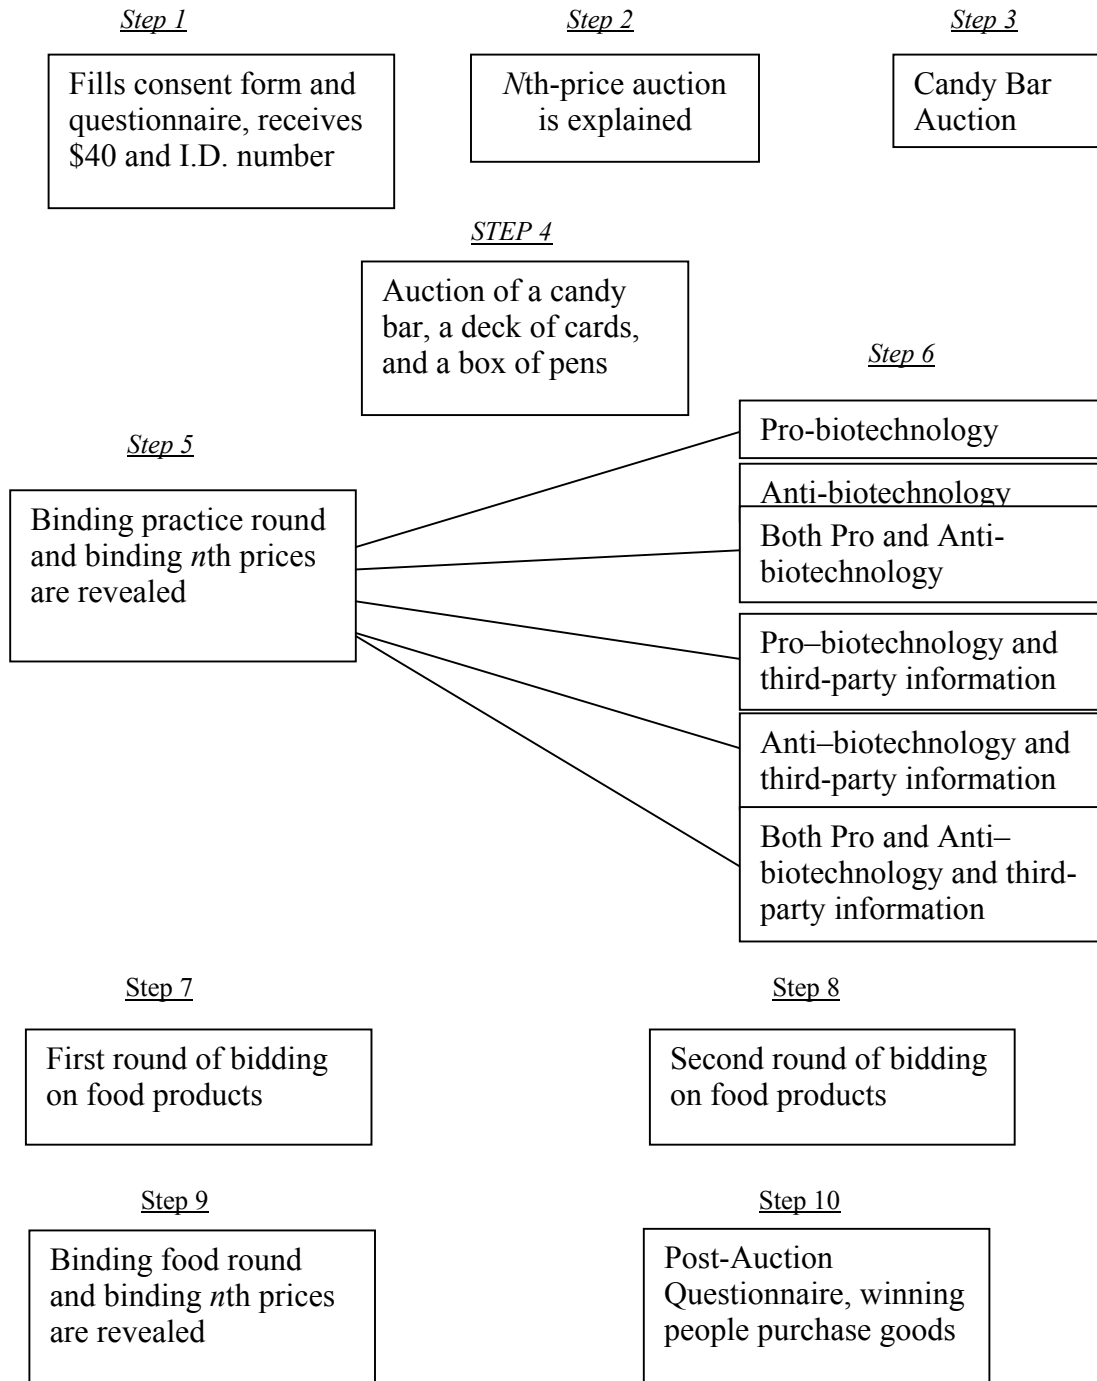 Step 1
Step 2
Step 3
Fills consent form and
questionnaire, receives
$40 and I.D. number
Nth-price auction
is explained
Candy Bar
Auction
STEP 4
Auction of a candy
bar, a deck of cards,
and a box of pens
Step 6
Step 5
Binding practice round
and binding nth prices
are revealed
Pro-biotechnology
Anti-biotechnology
Both Pro and Anti-
biotechnology
Pro–biotechnology and
third-party information
Anti–biotechnology and
third-party information
Both Pro and Anti–
biotechnology and third-
party information
Step 7
Step 8
First round of bidding
on food products
Second round of bidding
on food products
Step 9
Step 10
Binding food round
and binding nth prices
are revealed
Post-Auction
Questionnaire, winning
people purchase goods